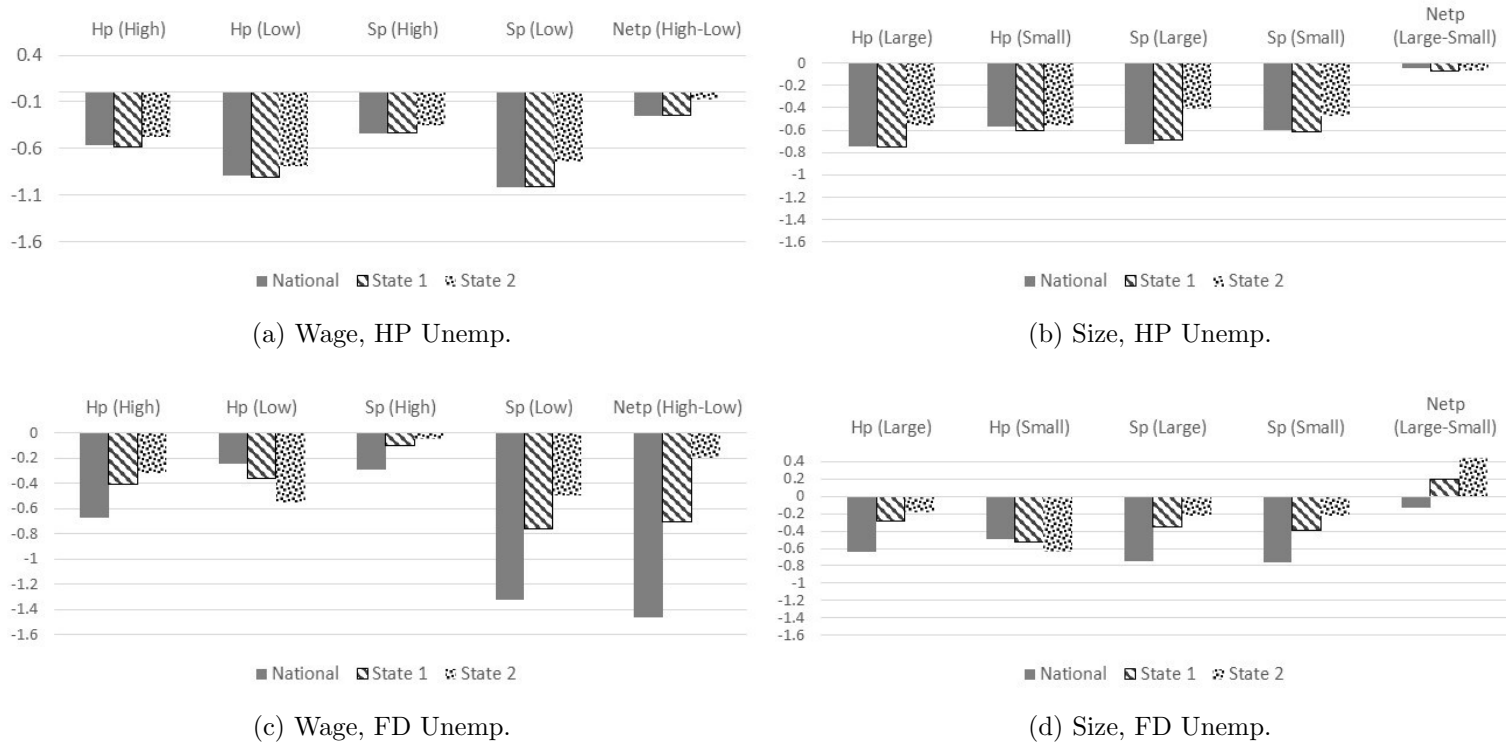 Hp (High) Hp (Low) Sp (High) Sp (Low) Netp (High-Low)
0.4
-0.1
-0.6
-1.1
-1.6
National State 1 State 2
(a) Wage, HP Unemp.
Netp
Hp (Large) Hp (Small) Sp (Large) Sp (Small) (Large-Small)
0
-0.2
-0.4
-0.6
-0.8
-1
-1.2
-1.4
-1.6
National State 1 State 2
(b) Size, HP Unemp.
Hp (High) Hp (Low) Sp (High) Sp (Low) Netp (High-Low)
0
-0.2
-0.4
-0.6
-0.8
-1
-1.2
-1.4
-1.6
National State 1 State 2
(c) Wage, FD Unemp.
Netp
Hp (Large) Hp (Small) Sp (Large) Sp (Small) (Large-Small)
0.4
0.2
0
-0.2
-0.4
-0.6
-0.8
-1
-1.2
-1.4
-1.6
National State 1 State 2
(d) Size, FD Unemp.